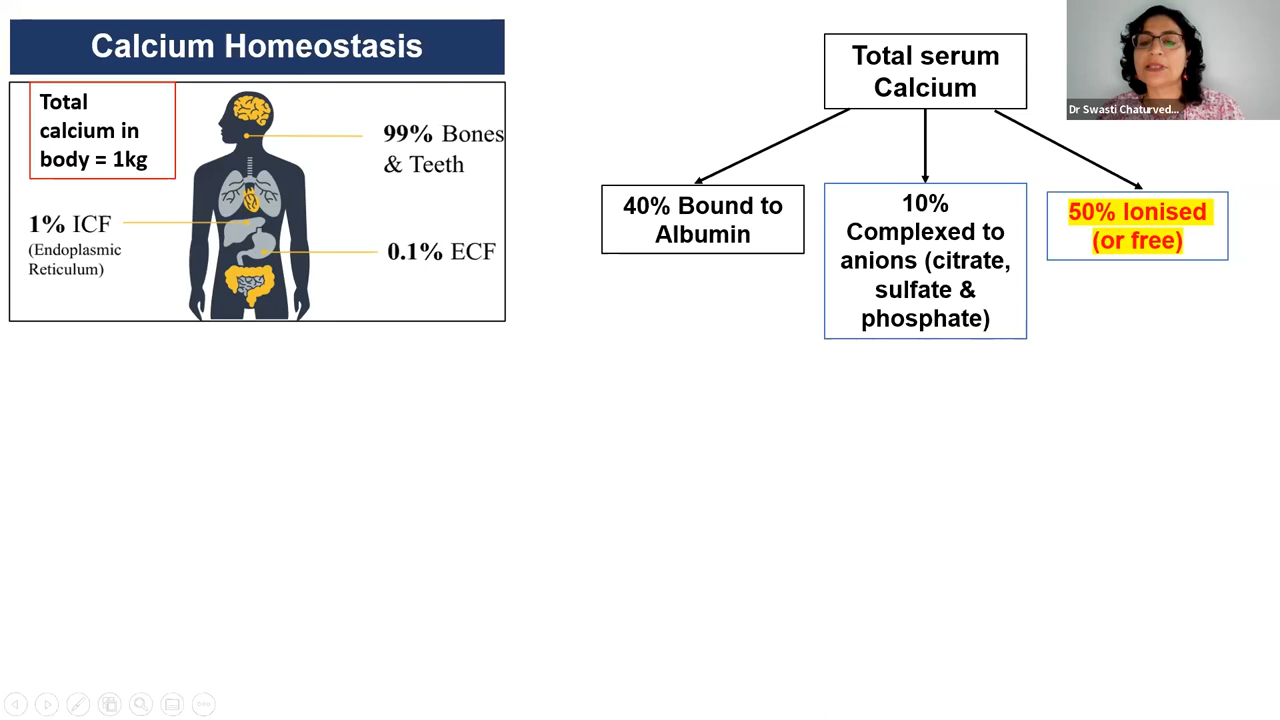 Calcium Homeostasis
Total
calcium in
body = 1kg
99% Bones
& Teeth
1% ICF
(Endoplasmic
Reticulum)
0.1% ECF
Total serum
Calcium
40% Bound to
Albumin
10%
Complexed to
anions (citrate,
sulfate &
phosphate)
50% Ionised
(or free)
Dr Swasti Chaturved...